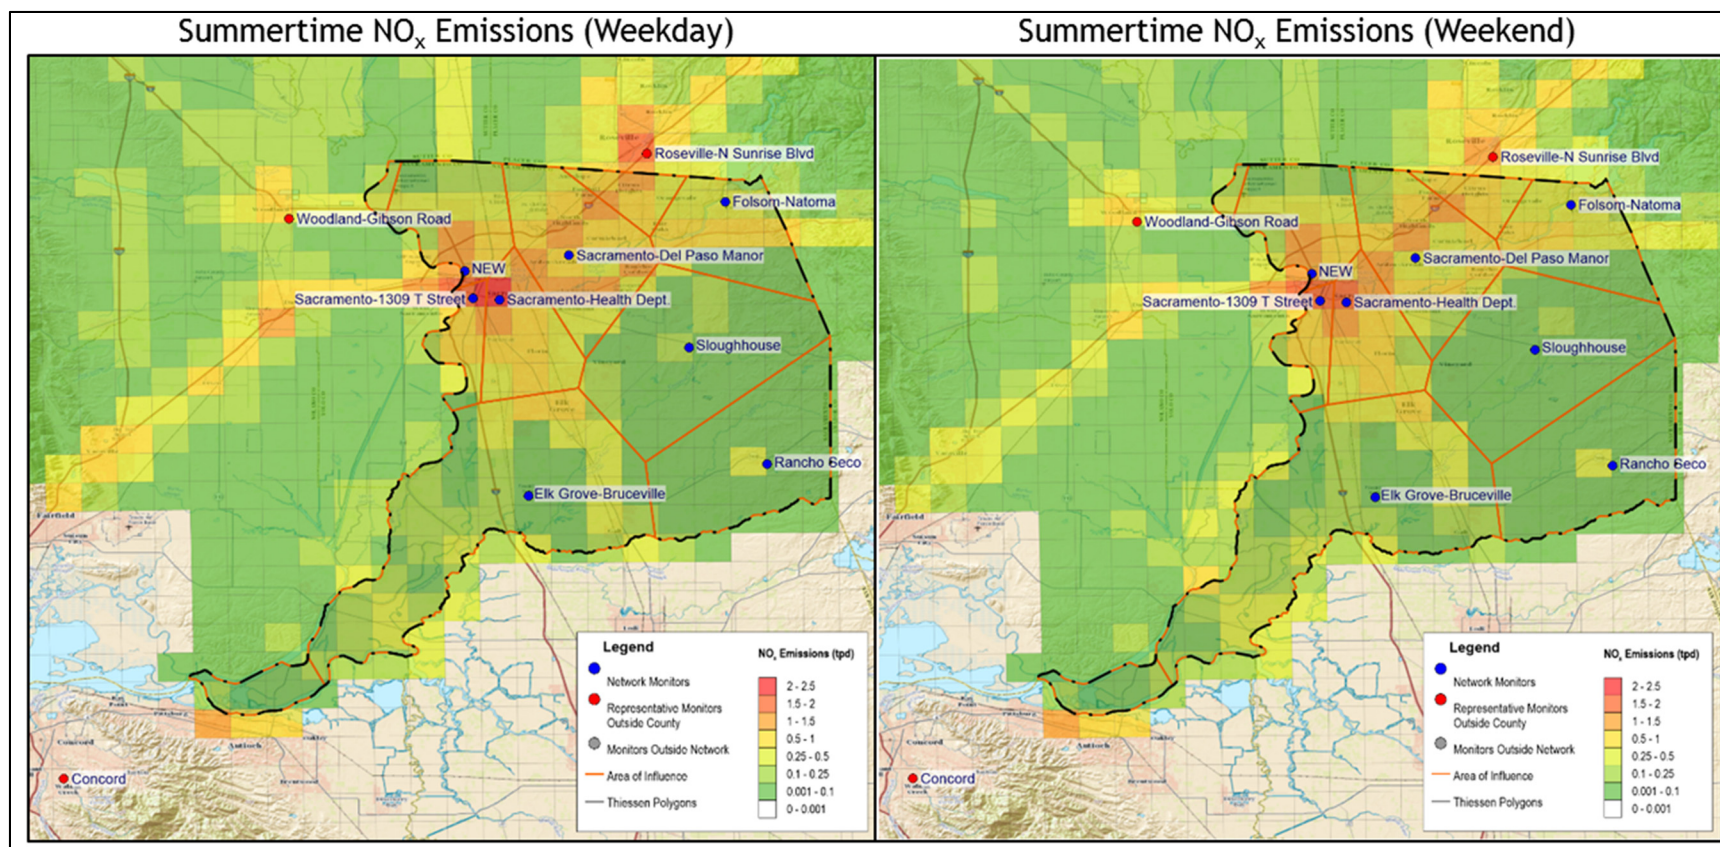 Summertime NOx Emissions (Weekday)
Roseville-N Sunrise Blvd
Folsom-Natoma
Woodland-Gibson Road
Sacramento-Del Paso Manor
NEW
Sacramento-1309 T Street
Sacramento-Health Dept.
Sloughhouse
Rancho Seco
Elk Grove-Bruceville
Fairfield
Antioch
Concord
Concord
Legend
Network Monitors
Representative Monitors
Outside County
Monitors Outside Network
Area of Influence
Thiessen Polygons
NOx Emissions (tpd)
2 - 2.5
1.5 - 2
1 - 1.5
0.5 - 1
0.25 - 0.5
0.1 - 0.25
0.001 - 0.1
0 - 0.001
Summertime NOx Emissions (Weekend)
Roseville-N Sunrise Blvd
Folsom-Natoma
Woodland-Gibson Road
Sacramento-Del Paso Manor
NEW
Sacramento-1309 T Street
Sacramento-Health Dept.
Sloughhouse
Rancho Seco
Elk Grove-Bruceville
Fairfield
Antioch
Concord
Concord
Legend
Network Monitors
Representative Monitors
Outside County
Monitors Outside Network
Area of Influence
Thiessen Polygons
NOx Emissions (tpd)
2 - 2.5
1.5 - 2
1 - 1.5
0.5 - 1
0.25 - 0.5
0.1 - 0.25
0.001 - 0.1
0 - 0.001